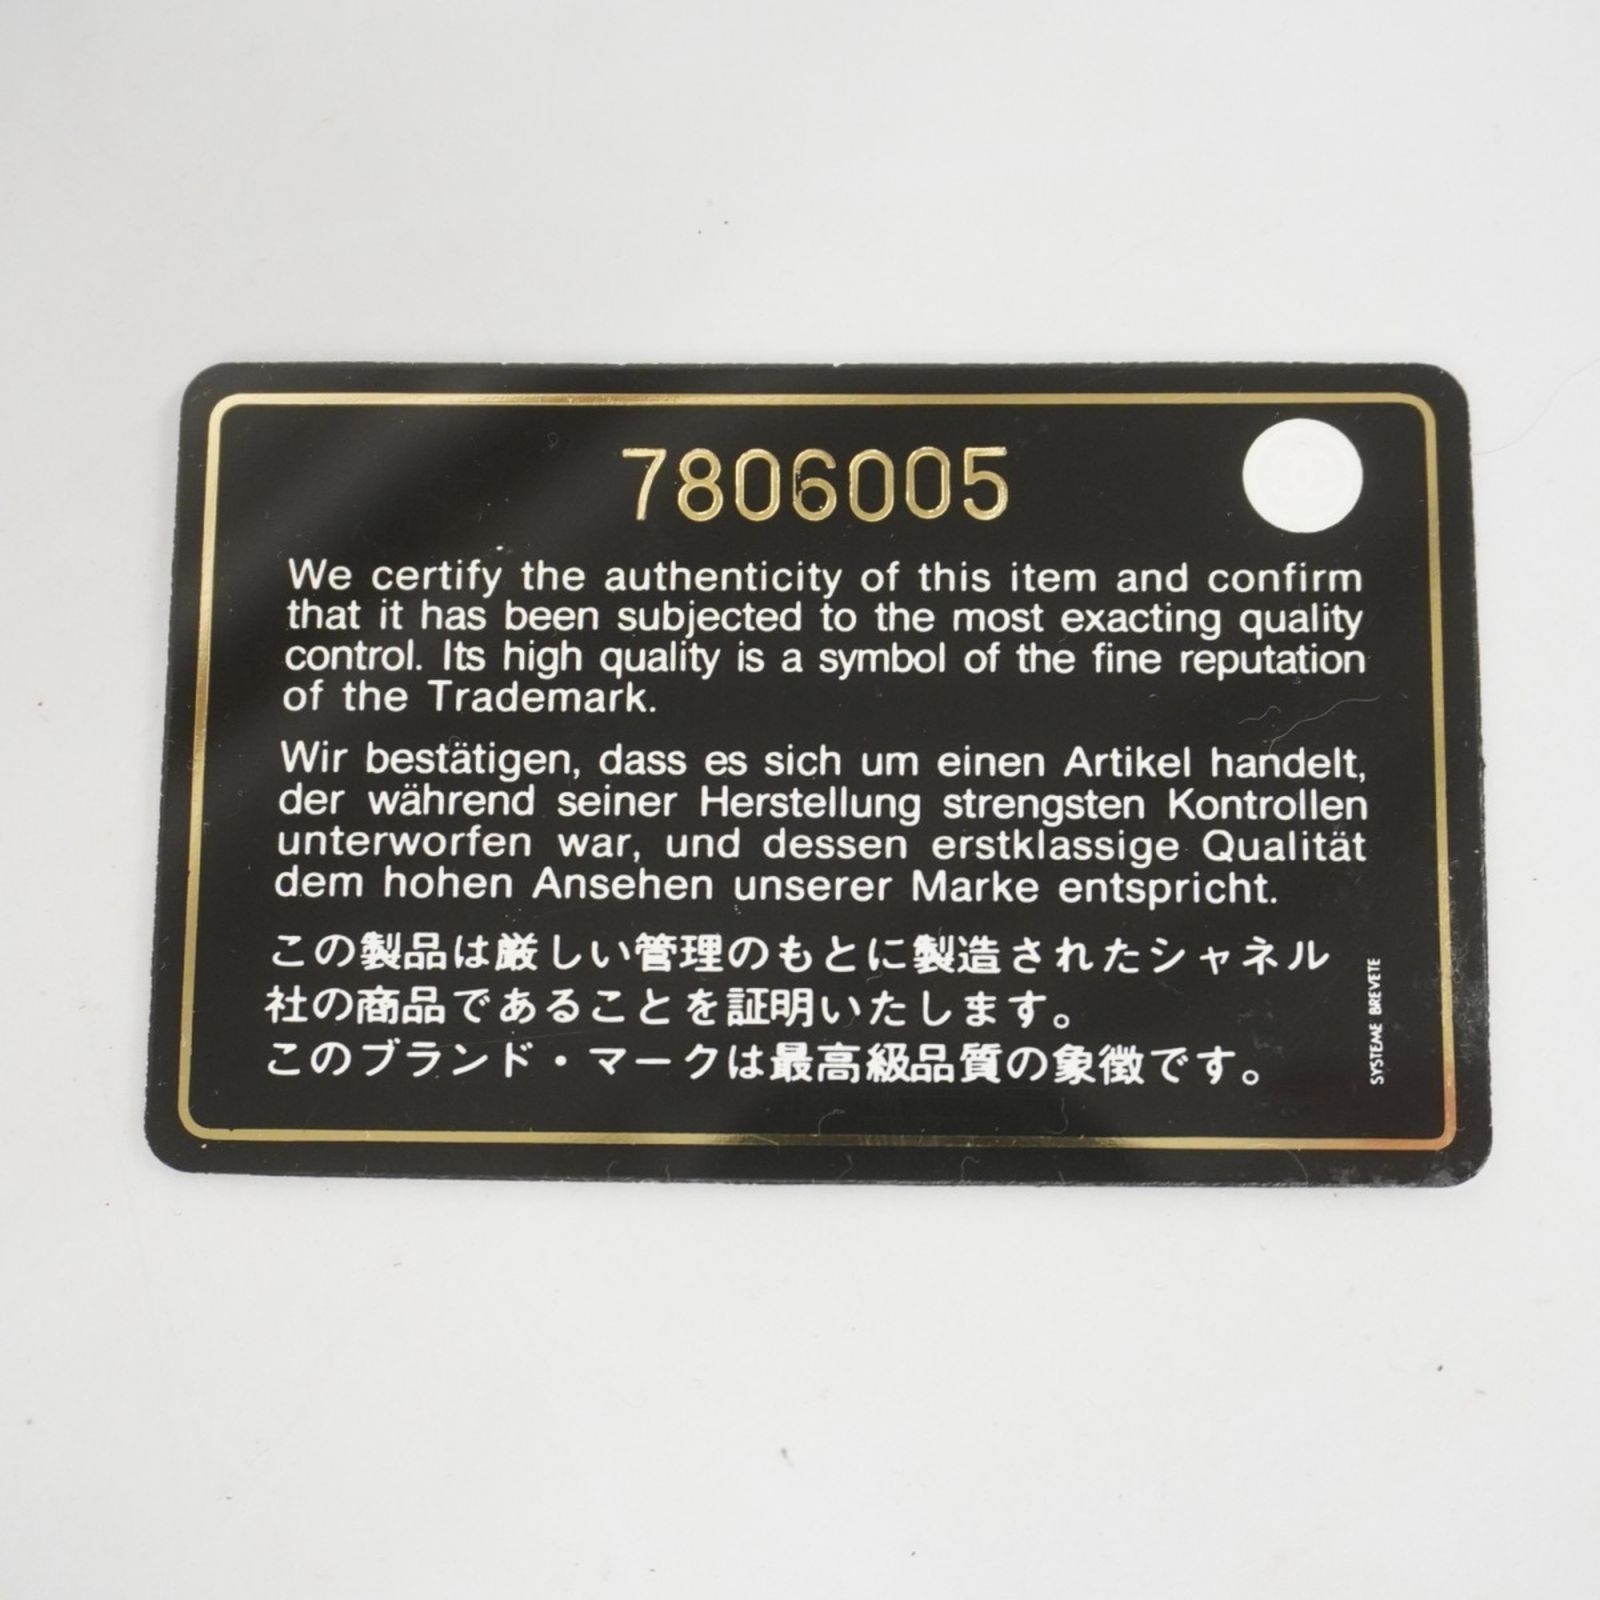 7806005
We certify the authenticity of this item and confirm
that it has been subjected to the most exacting quality
control. Its high quality is a symbol of the fine reputation
of the Trademark.
Wir bestätigen, dass es sich um einen Artikel handelt,
der während seiner Herstellung strengsten Kontrollen
unterworfen war, und dessen erstklassige Qualität
dem hohen Ansehen unserer Marke entspricht.
この製品は厳しい管理のもとに製造されたシャネル
社の商品であることを証明いたします。
このブランド・マークは最高級品質の象徴です。
SYSTEME BREVETE